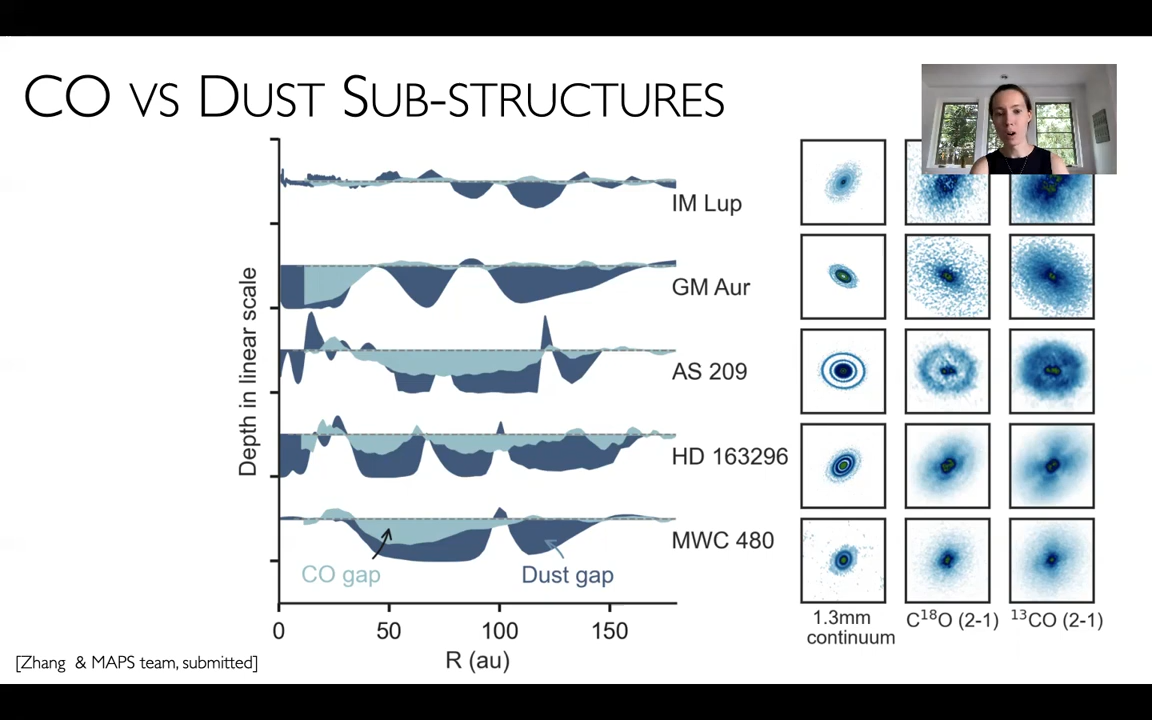 CO VS DUST SUB-STRUCTURES
IM Lup
GM Aur
AS 209
HD 163296
MWC 480
Depth in linear scale
CO gap
Dust gap
0 50 100 150
R (au)
1.3mm
continuum
C¹⁸O (2-1)
¹³CO (2-1)
[Zhang & MAPS team, submitted]